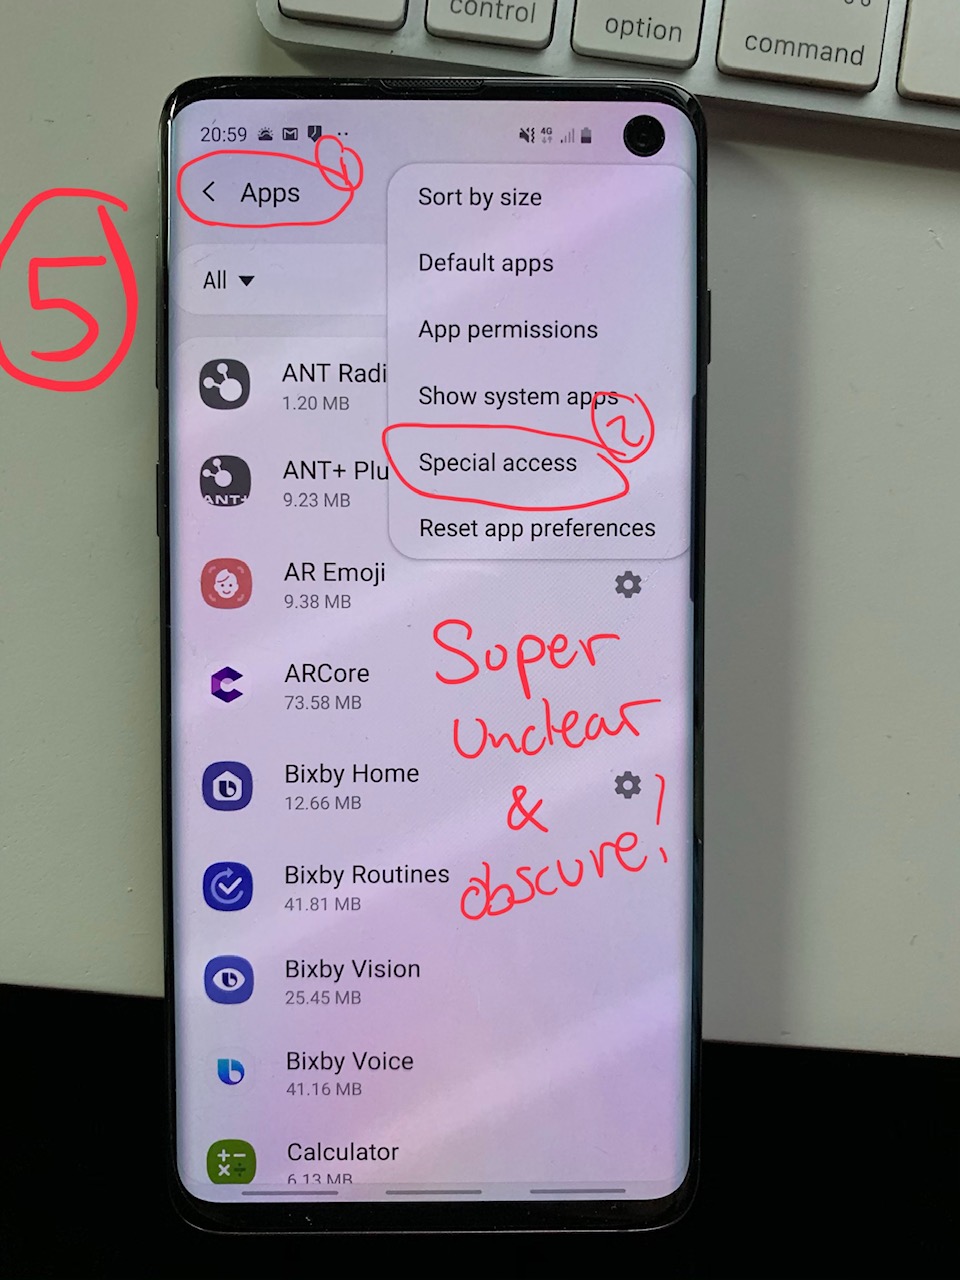 control
option
command
20:59
4G
1
Apps
Sort by size
Default apps
App permissions
Show system apps
2
Special access
Reset app preferences
5
All
ANT Radi
1.20 MB
ANT+ Plu
9.23 MB
ANT+
AR Emoji
9.38 MB
ARCore
73.58 MB
Bixby Home
12.66 MB
Bixby Routines
41.81 MB
Bixby Vision
25.45 MB
Bixby Voice
41.16 MB
Calculator
6.13 MB
Super
Unclear
&
obscure!